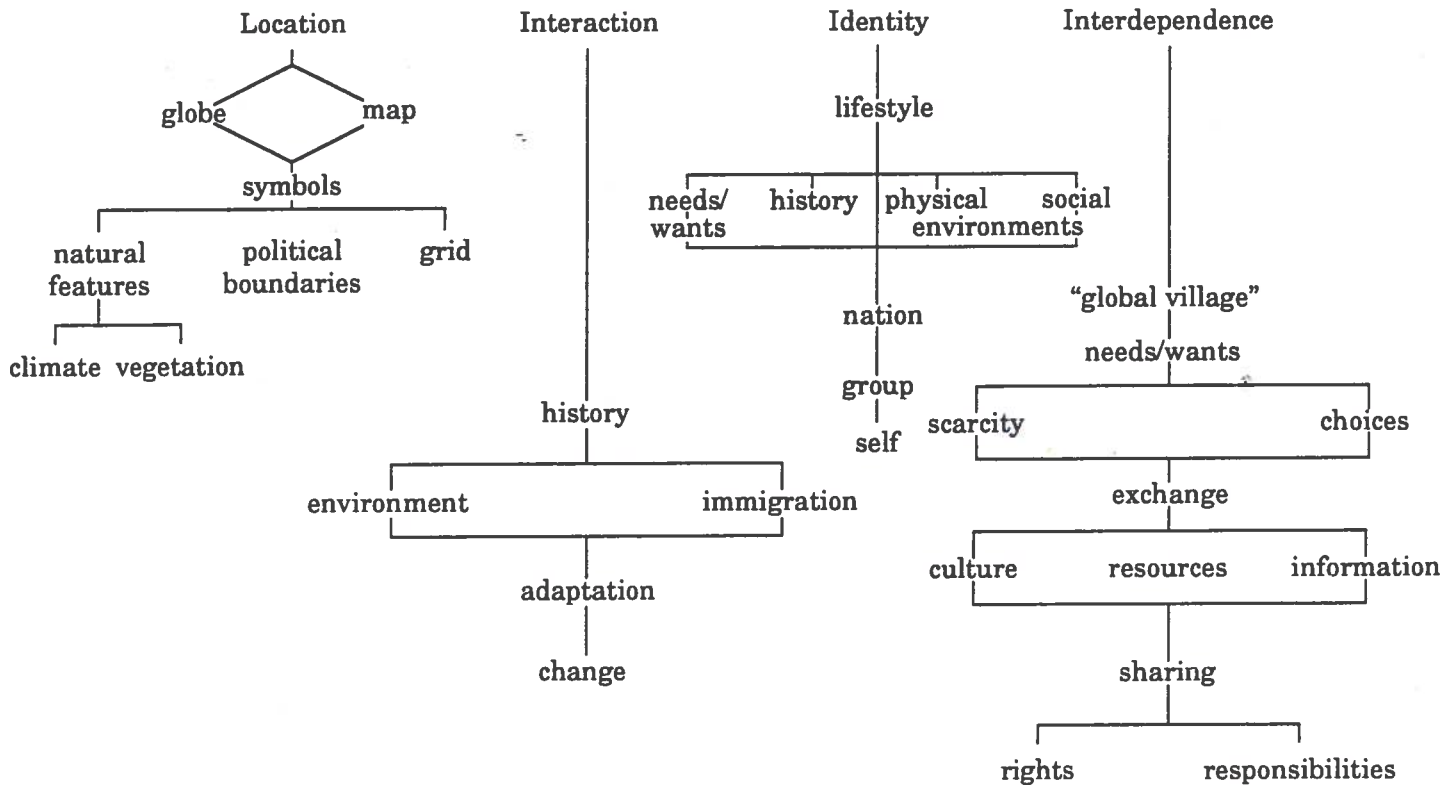 Location
globe
map
symbols
natural
features
political
boundaries
grid
climate vegetation
Interaction
history
environment
immigration
adaptation
change
Identity
lifestyle
needs/
wants
history
physical
social
environments
nation
group
self
Interdependence
“global village”
needs/wants
scarcity
choices
exchange
culture
resources
information
sharing
rights
responsibilities